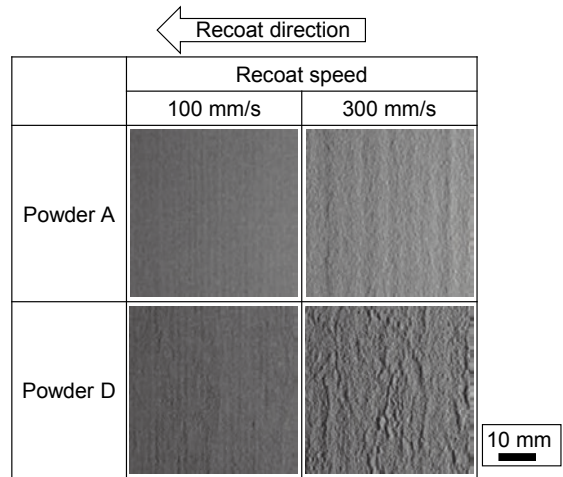 Recoat direction
Recoat speed
100 mm/s
300 mm/s
Powder A
Powder D
10 mm